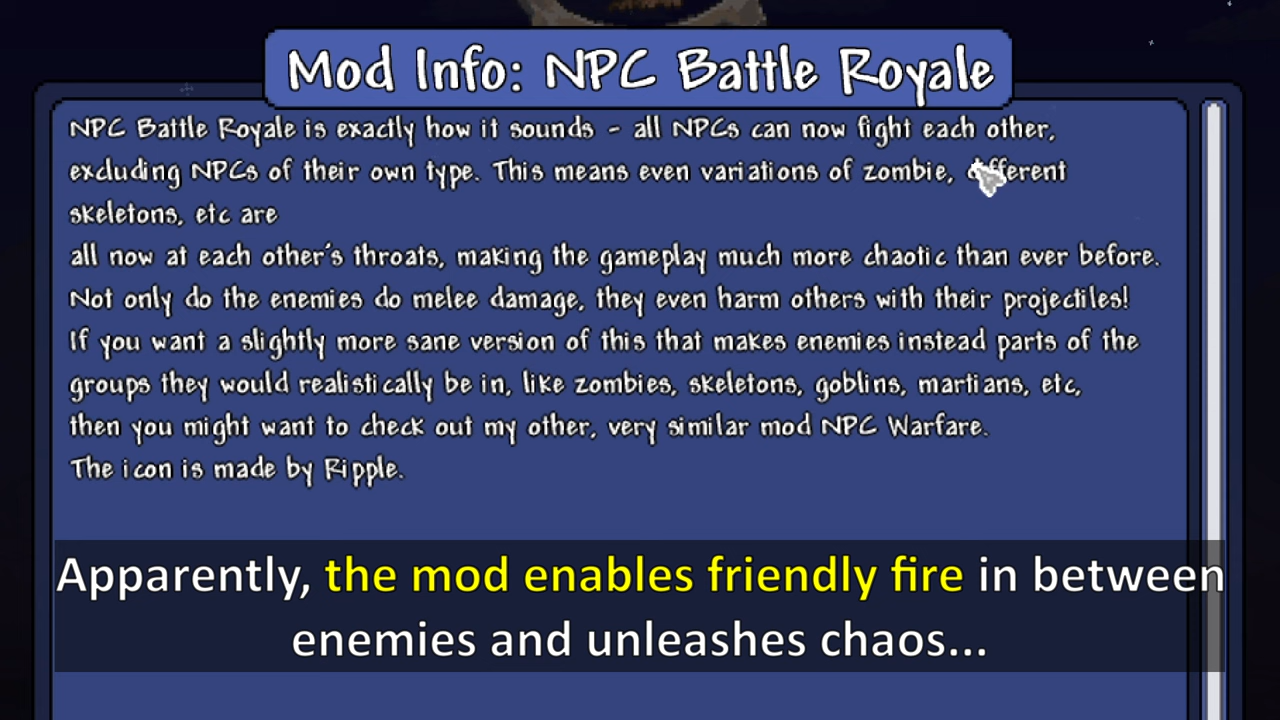 Mod Info: NPC Battle Royale
NPC Battle Royale is exactly how it sounds - all NPCs can now fight each other,
excluding NPCs of their own type. This means even variations of zombie, different
skeletons, etc are
all now at each other's throats, making the gameplay much more chaotic than ever before.
Not only do the enemies do melee damage, they even harm others with their projectiles!
If you want a slightly more sane version of this that makes enemies instead parts of the
groups they would realistically be in, like zombies, skeletons, goblins, martians, etc,
then you might want to check out my other, very similar mod NPC Warfare.
The icon is made by Ripple.
Apparently, the mod enables friendly fire in between
enemies and unleashes chaos...